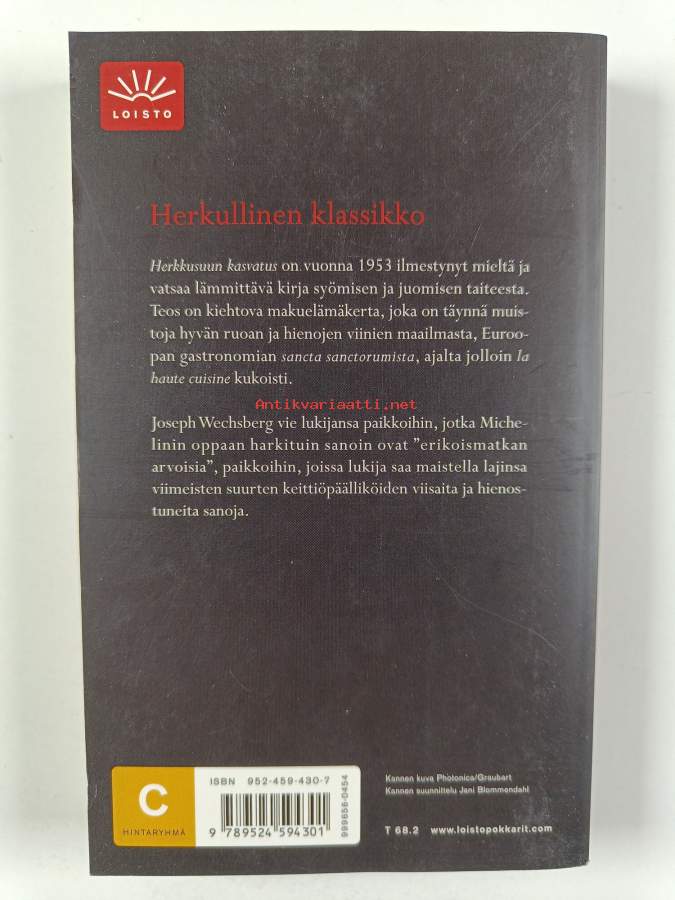 LOISTO
Herkullinen klassikko
Herkkusuun kasvatus on vuonna 1953 ilmestynyt mieltä ja
vatsaa lämmittävä kirja syömisen ja juomisen taiteesta.
Teos on kiehtova makuelämäkerta, joka on täynnä muis-
toja hyvän ruoan ja hienojen viinien maailmasta, Euroo-
pan gastronomian sancta sanctorumista, ajalta jolloin la
haute cuisine kukoisti.
Antikvariaatti.net
Joseph Wechsberg vie lukijansa paikkoihin, jotka Miche-
linin oppaan harkituin sanoin ovat ”erikoismatkan
arvoisia”, paikkoihin, joissa lukija saa maistella lajinsa
viimeisten suurten keittiöpäälliköiden viisaita ja hienos-
tuneita sanoja.
C
HINTARYHMÄ
ISBN 952-459-430-7
9 789524 594301
999656-0454
Kannen kuva Photonica/Graubart
Kannen suunnittelu Jani Blommendahl
T 68.2 www.loistopokkarit.com